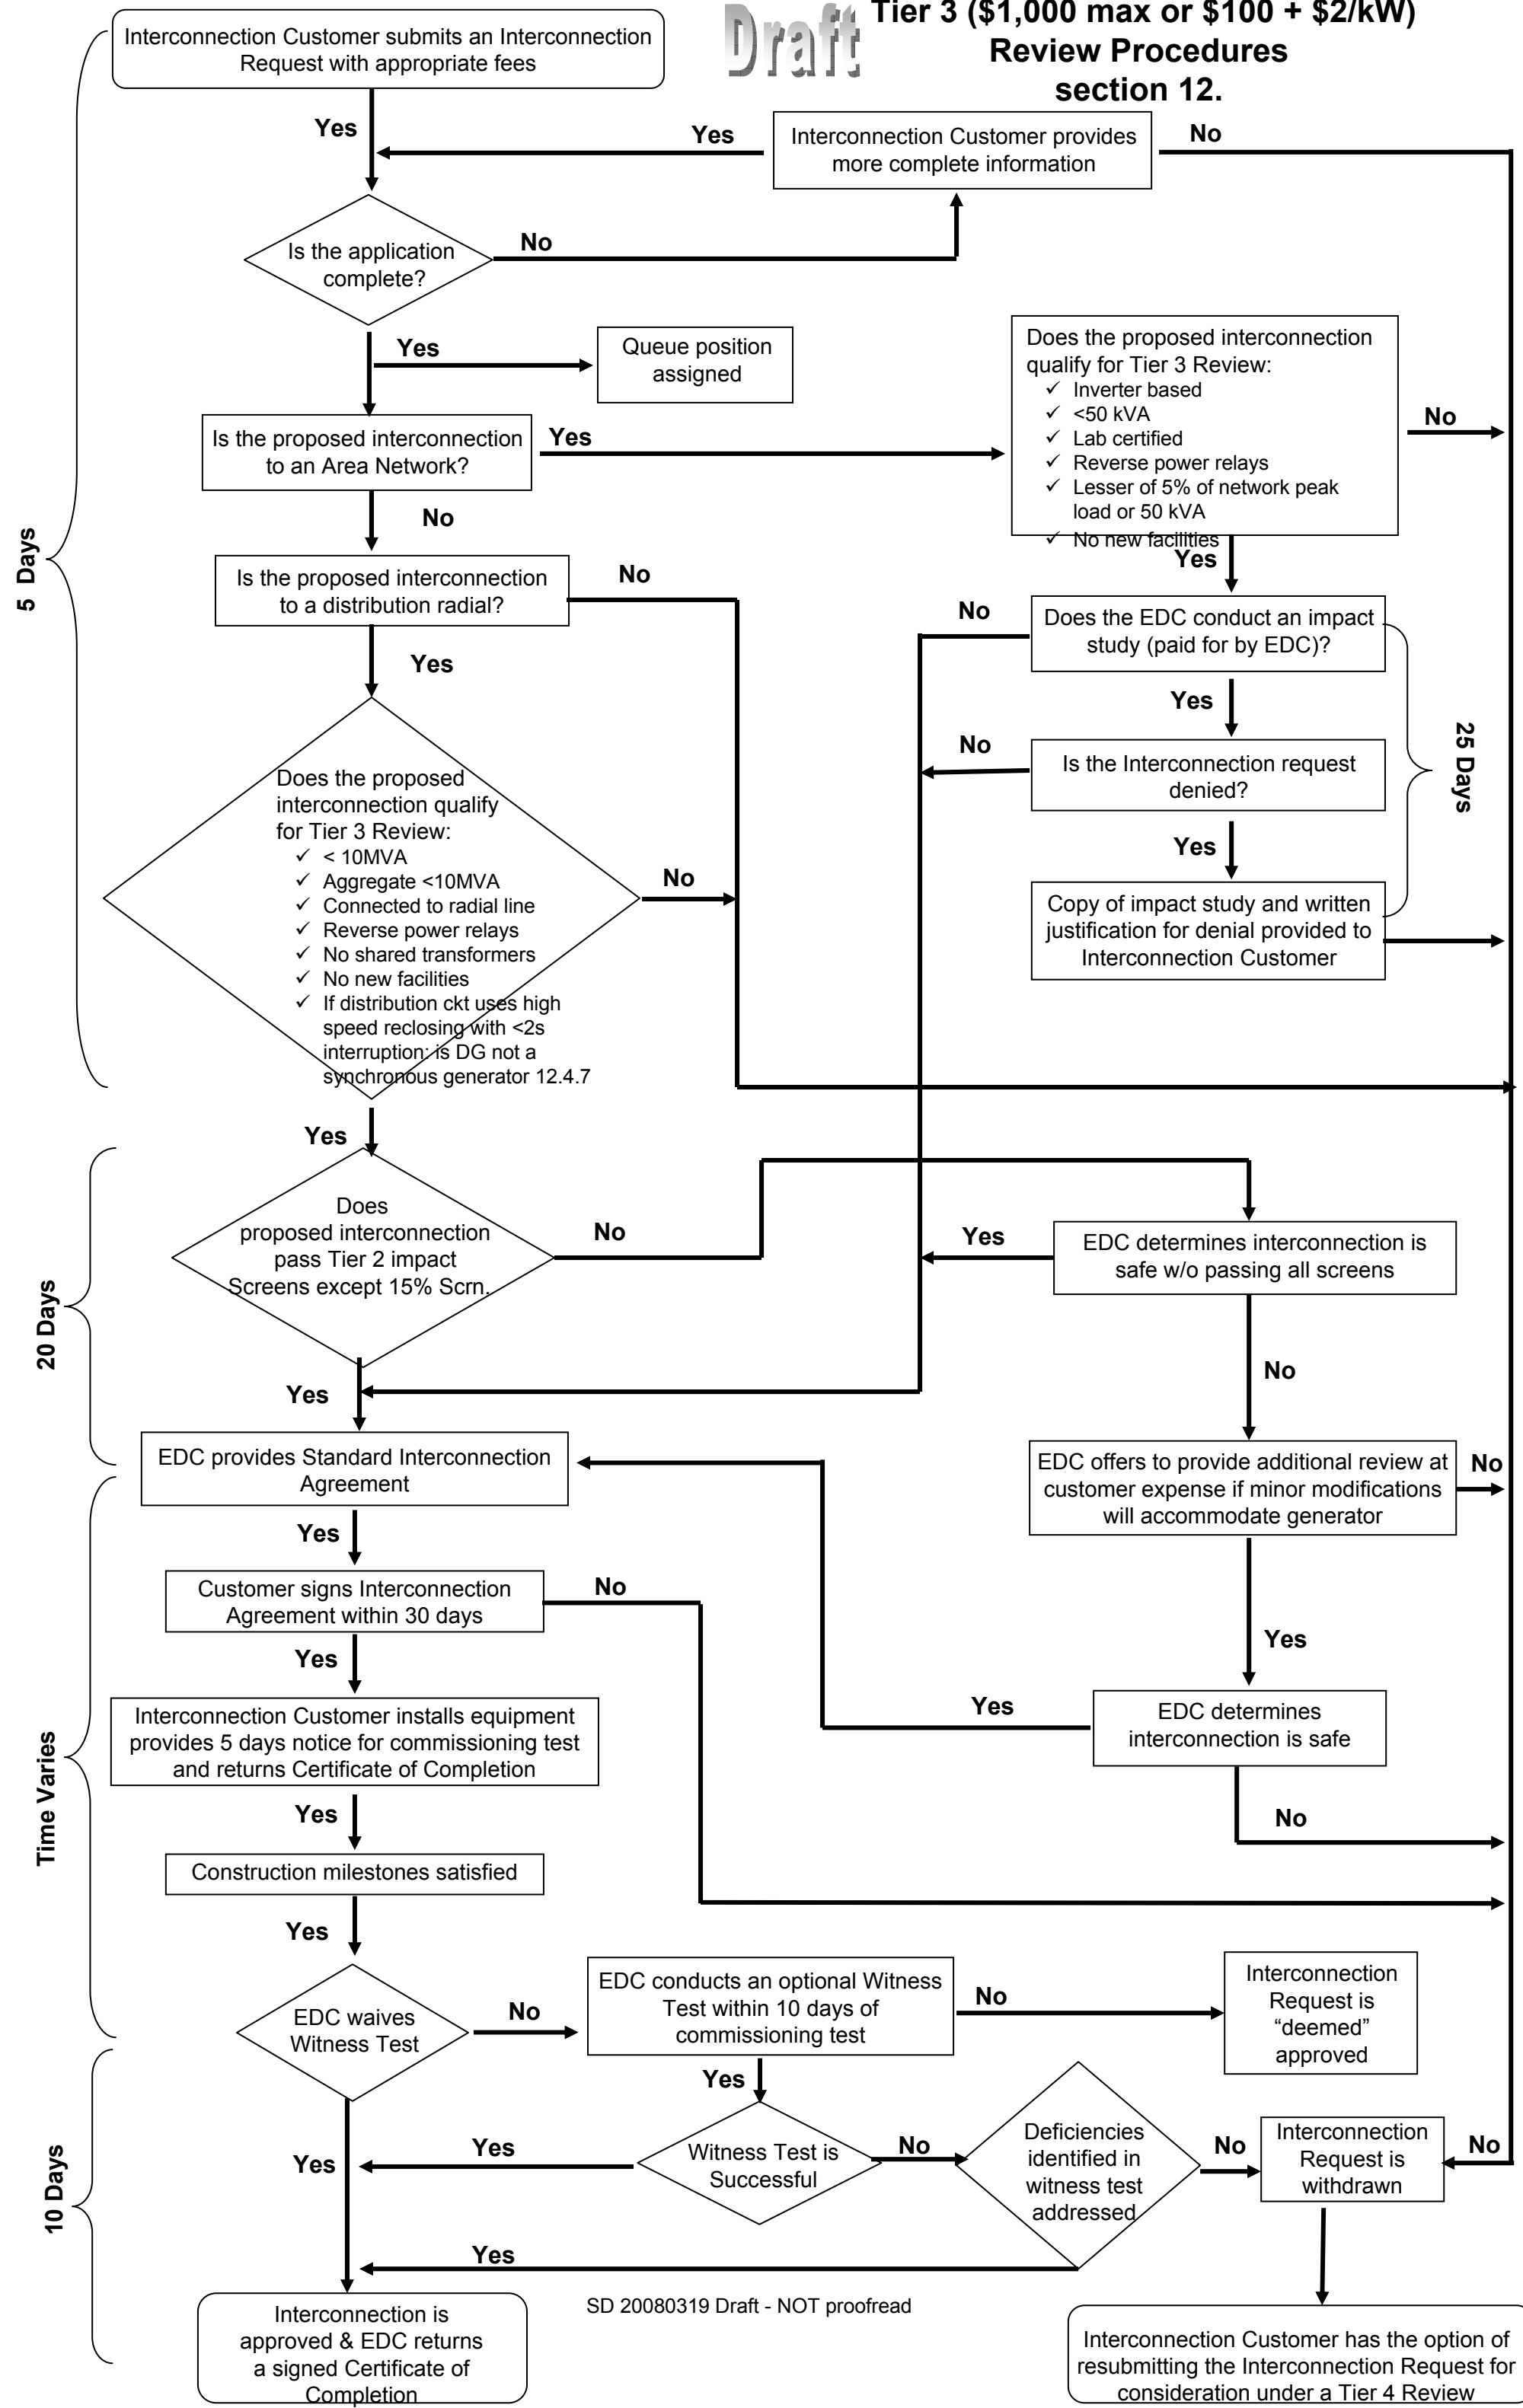 Draft
Tier 3 ($1,000 max or $100 + $2/kW)
Review Procedures
section 12.
Interconnection Customer submits an Interconnection
Request with appropriate fees
Yes
Yes
Interconnection Customer provides
more complete information
No
Is the application
complete?
No
Yes
Queue position
assigned
Is the proposed interconnection
to an Area Network?
Yes
Does the proposed interconnection
qualify for Tier 3 Review:
✓ Inverter based
✓ <50 kVA
✓ Lab certified
✓ Reverse power relays
✓ Lesser of 5% of network peak
load or 50 kVA
✓ No new facilities
No
Yes
No
5 Days
Is the proposed interconnection
to a distribution radial?
No
Yes
No
Does the EDC conduct an impact
study (paid for by EDC)?
Yes
No
Is the Interconnection request
denied?
25 Days
Yes
Copy of impact study and written
justification for denial provided to
Interconnection Customer
Does the proposed
interconnection qualify
for Tier 3 Review:
✓ < 10MVA
✓ Aggregate <10MVA
✓ Connected to radial line
✓ Reverse power relays
✓ No shared transformers
✓ No new facilities
✓ If distribution ckt uses high
speed reclosing with <2s
interruption: is DG not a
synchronous generator 12.4.7
No
Yes
20 Days
Does
proposed interconnection
pass Tier 2 impact
Screens except 15% Scrn.
No
Yes
EDC determines interconnection is
safe w/o passing all screens
No
Yes
EDC provides Standard Interconnection
Agreement
EDC offers to provide additional review at
customer expense if minor modifications
will accommodate generator
No
Yes
Customer signs Interconnection
Agreement within 30 days
No
Yes
Yes
Time Varies
Interconnection Customer installs equipment
provides 5 days notice for commissioning test
and returns Certificate of Completion
Yes
EDC determines
interconnection is safe
No
Yes
Construction milestones satisfied
Yes
EDC waives
Witness Test
No
EDC conducts an optional Witness
Test within 10 days of
commissioning test
No
Interconnection
Request is
“deemed”
approved
Yes
10 Days
Yes
Yes
Witness Test is
Successful
No
Deficiencies
identified in
witness test
addressed
No
Interconnection
Request is
withdrawn
No
Yes
Interconnection is
approved & EDC returns
a signed Certificate of
Completion
SD 20080319 Draft - NOT proofread
Interconnection Customer has the option of
resubmitting the Interconnection Request for
consideration under a Tier 4 Review